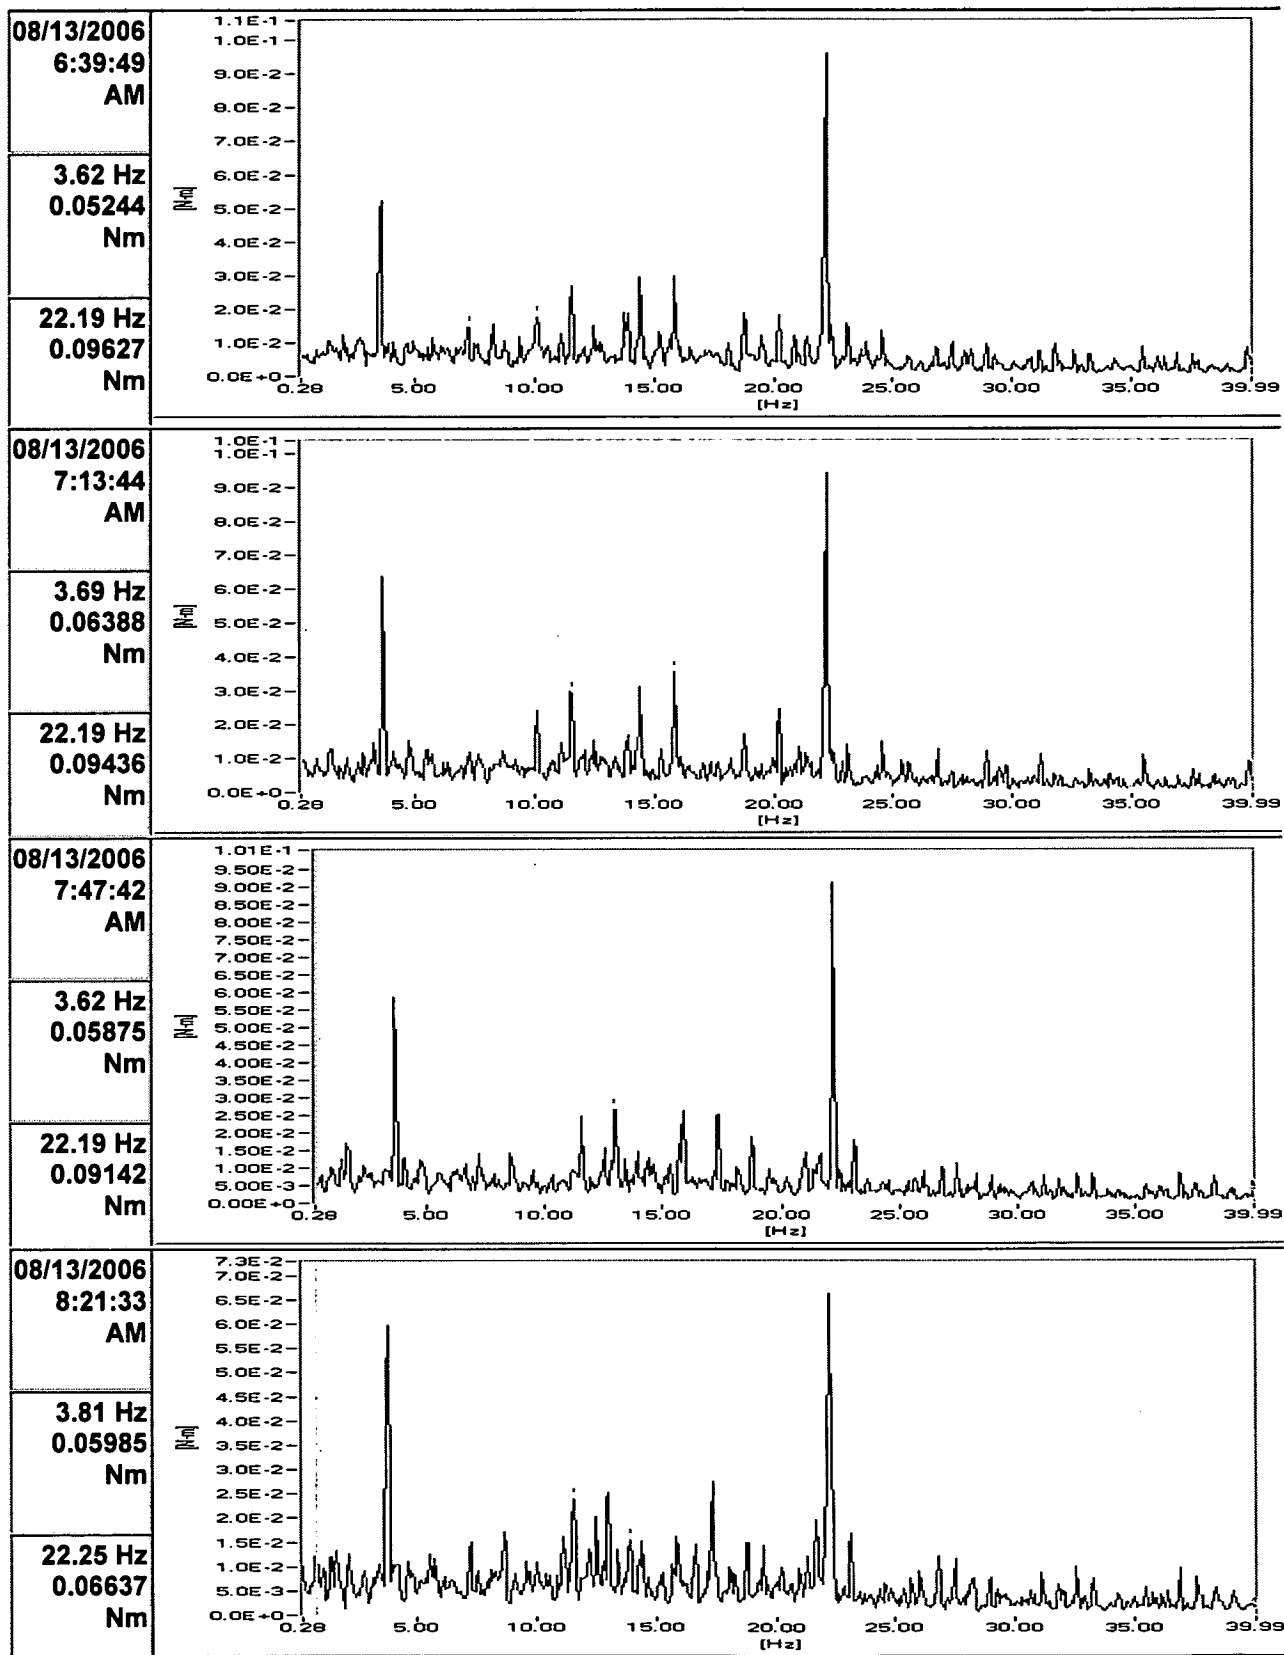 08/13/2006
6:39:49
AM
3.62 Hz
0.05244
Nm
22.19 Hz
0.09627
Nm
1.1E-1
1.0E-1
9.0E-2
8.0E-2
7.0E-2
6.0E-2
5.0E-2
4.0E-2
3.0E-2
2.0E-2
1.0E-2
0.0E+0
[N-m]
0.28 5.00 10.00 15.00 20.00 25.00 30.00 35.00 39.99
[Hz]
08/13/2006
7:13:44
AM
3.69 Hz
0.06388
Nm
22.19 Hz
0.09436
Nm
1.0E-1
1.0E-1
9.0E-2
8.0E-2
7.0E-2
6.0E-2
5.0E-2
4.0E-2
3.0E-2
2.0E-2
1.0E-2
0.0E+0
[N-m]
0.28 5.00 10.00 15.00 20.00 25.00 30.00 35.00 39.99
[Hz]
08/13/2006
7:47:42
AM
3.62 Hz
0.05875
Nm
22.19 Hz
0.09142
Nm
1.01E-1
9.50E-2
9.00E-2
8.50E-2
8.00E-2
7.50E-2
7.00E-2
6.50E-2
6.00E-2
5.50E-2
5.00E-2
4.50E-2
4.00E-2
3.50E-2
3.00E-2
2.50E-2
2.00E-2
1.50E-2
1.00E-2
5.00E-3
0.00E+0
[N-m]
0.28 5.00 10.00 15.00 20.00 25.00 30.00 35.00 39.99
[Hz]
08/13/2006
8:21:33
AM
3.81 Hz
0.05985
Nm
22.25 Hz
0.06637
Nm
7.3E-2
7.0E-2
6.5E-2
6.0E-2
5.5E-2
5.0E-2
4.5E-2
4.0E-2
3.5E-2
3.0E-2
2.5E-2
2.0E-2
1.5E-2
1.0E-2
5.0E-3
0.0E+0
[N-m]
0.28 5.00 10.00 15.00 20.00 25.00 30.00 35.00 39.99
[Hz]